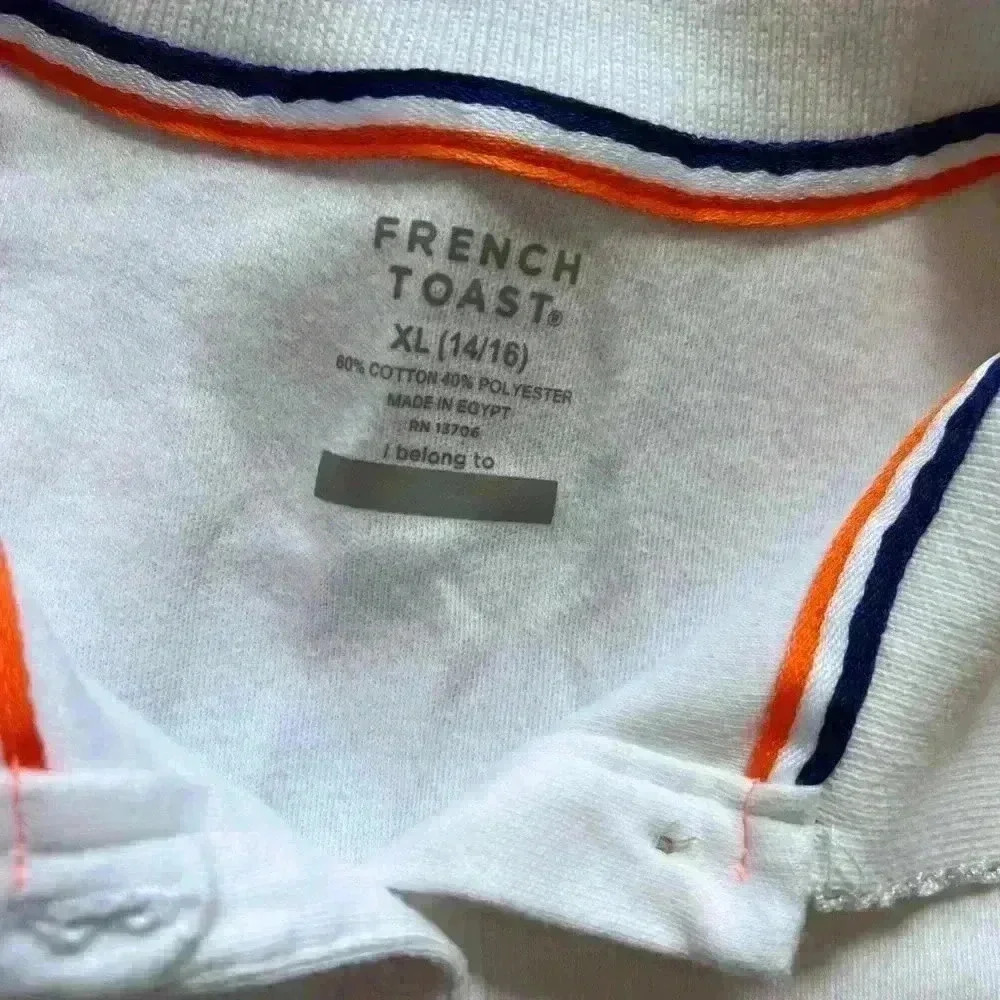 FRENCH
TOAST®
XL (14/16)
60% COTTON 40% POLYESTER
MADE IN EGYPT
RN 13706
I belong to